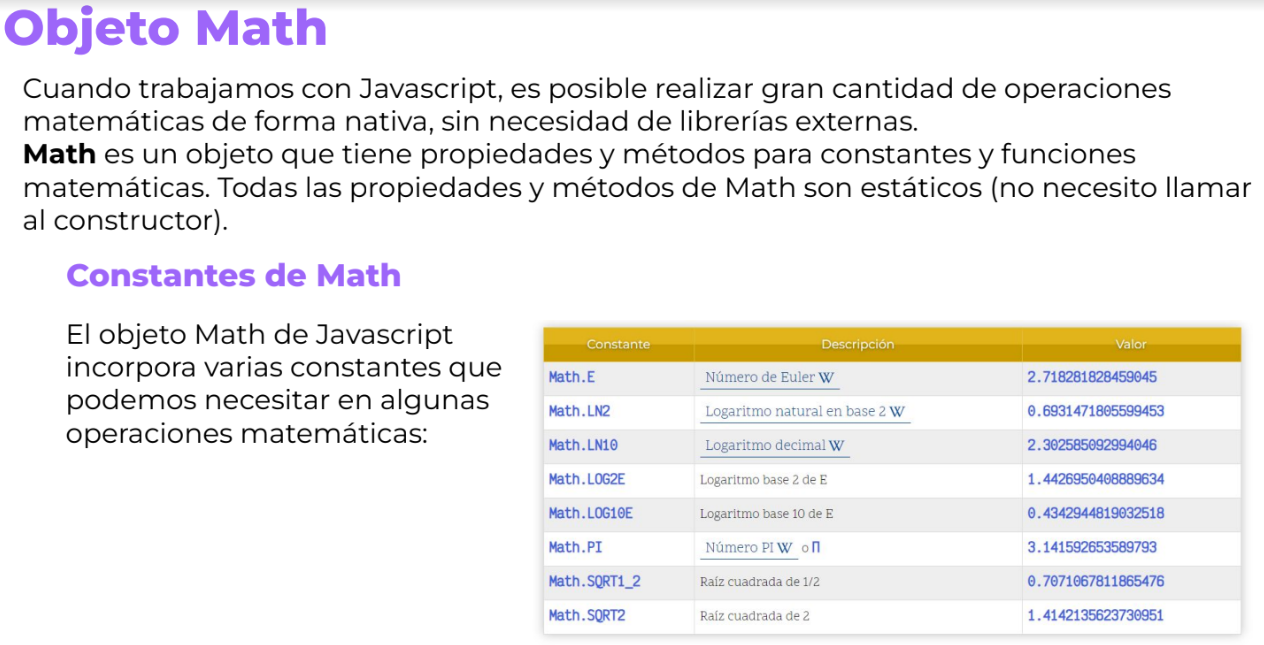 Objeto Math
Cuando trabajamos con Javascript, es posible realizar gran cantidad de operaciones
matemáticas de forma nativa, sin necesidad de librerías externas.
Math es un objeto que tiene propiedades y métodos para constantes y funciones
matemáticas. Todas las propiedades y métodos de Math son estáticos (no necesito llamar
al constructor).
Constantes de Math
El objeto Math de Javascript
incorpora varias constantes que
podemos necesitar en algunas
operaciones matemáticas:
Constante Descripción Valor
Math.E Número de Euler W 2.718281828459045
Math.LN2 Logaritmo natural en base 2 W 0.6931471805599453
Math.LN10 Logaritmo decimal W 2.302585092994046
Math.LOG2E Logaritmo base 2 de E 1.4426950408889634
Math.LOG10E Logaritmo base 10 de E 0.4342944819032518
Math.PI Número PI W o Π 3.141592653589793
Math.SQRT1_2 Raíz cuadrada de 1/2 0.7071067811865476
Math.SQRT2 Raíz cuadrada de 2 1.4142135623730951